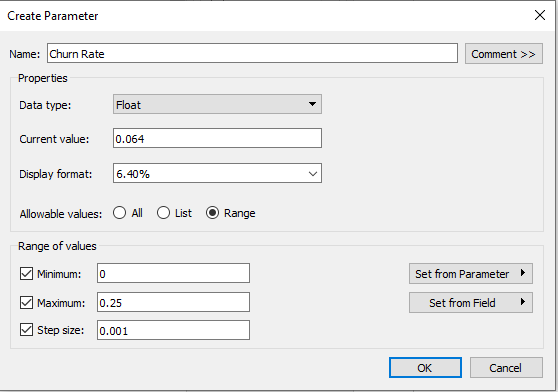 Create Parameter
Name: Churn Rate Comment >>
Properties
Data type: Float
Current value: 0.064
Display format: 6.40%
Allowable values: All List Range
Range of values
Minimum: 0 Set from Parameter
Maximum: 0.25 Set from Field
Step size: 0.001
OK Cancel